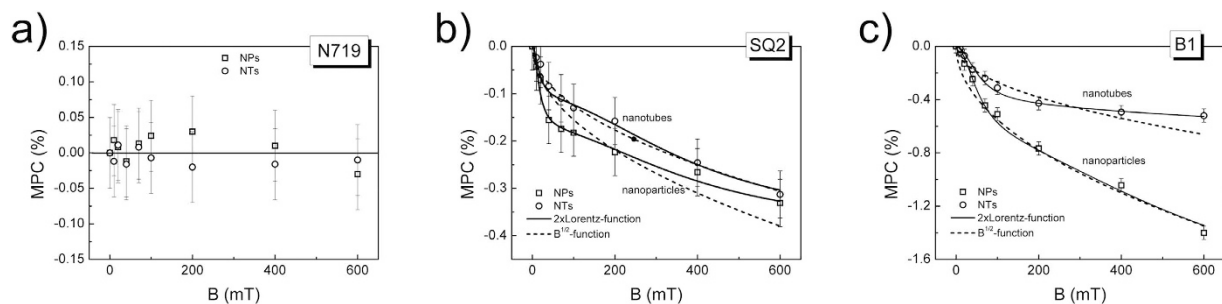 a)
N719
NPs
NTs
0.15
0.10
0.05
0.00
-0.05
-0.10
-0.15
MPC (%)
0
200
400
600
B (mT)
b)
SQ2
0.0
-0.1
-0.2
-0.3
-0.4
MPC (%)
nanotubes
nanoparticles
NPs
NTs
2xLorentz-function
B1/2-function
0
200
400
600
B (mT)
c)
B1
0.0
-0.4
-0.6
-1.2
-1.6
MPC (%)
nanotubes
nanoparticles
NPs
NTs
2xLorentz-function
B1/2-function
0
200
400
600
B (mT)